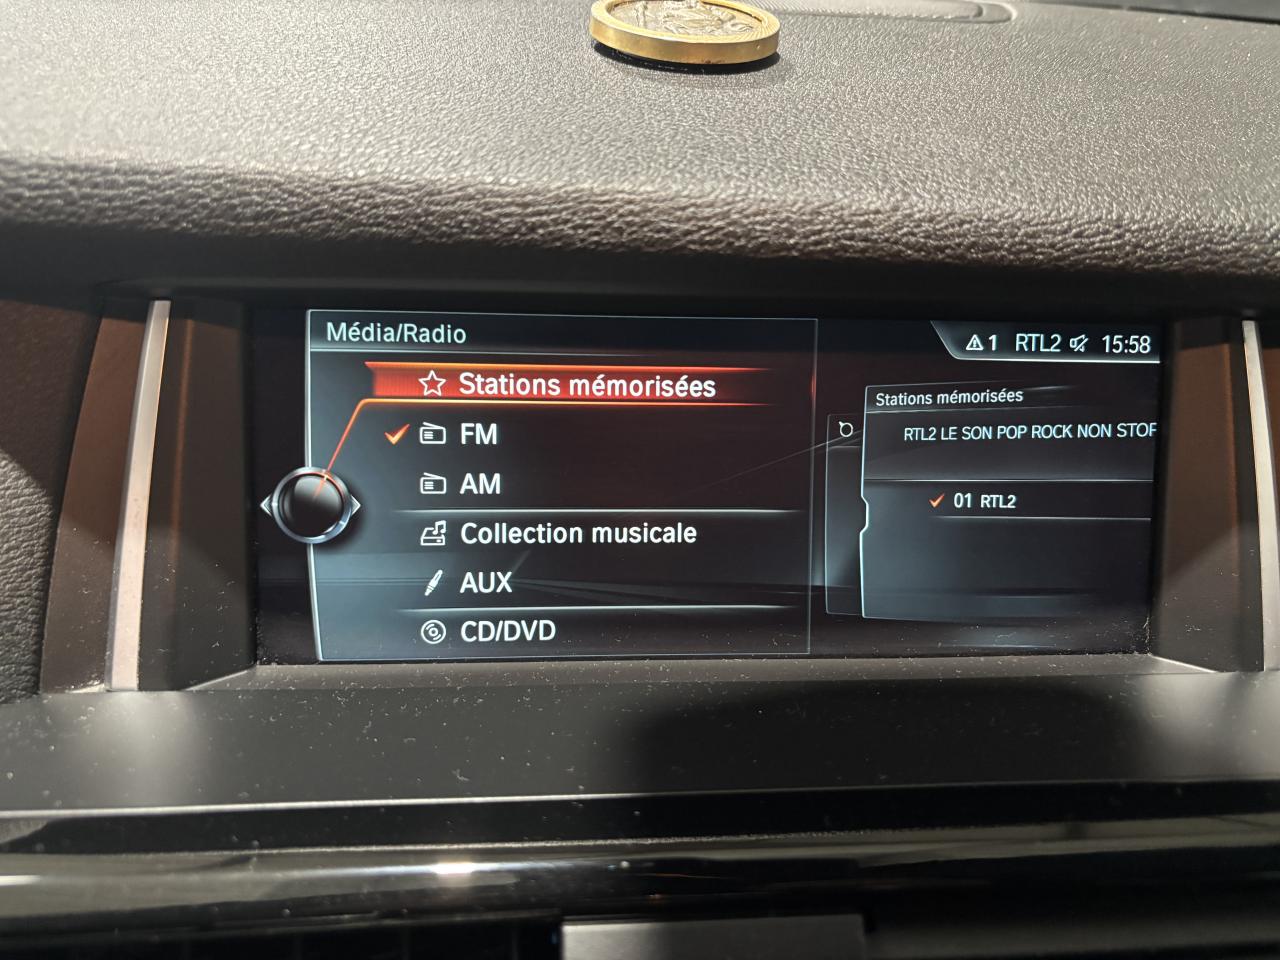 Média/Radio
1 RTL2 15:58
Stations mémorisées
FM
AM
Collection musicale
AUX
CD/DVD
Stations mémorisées
RTL2 LE SON POP ROCK NON STOP
01 RTL2